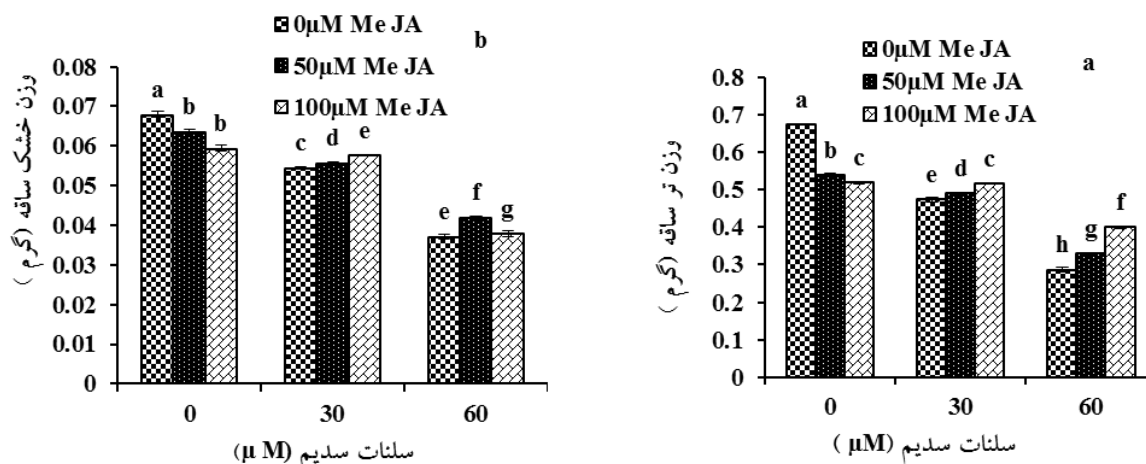 0µM Me JA
50µM Me JA
100µM Me JA
b
0.08
0.07
0.06
0.05
0.04
0.03
0.02
0.01
0
a b b
c d e
e f g
0 30 60
وزن خشک ساقه (گرم )
سلنات سدیم (µ M)
0µM Me JA
50µM Me JA
100µM Me JA
a
0.8
0.7
0.6
0.5
0.4
0.3
0.2
0.1
0
a b c
e d c
h g f
0 30 60
وزن تر ساقه (گرم )
سلنات سدیم (µM )